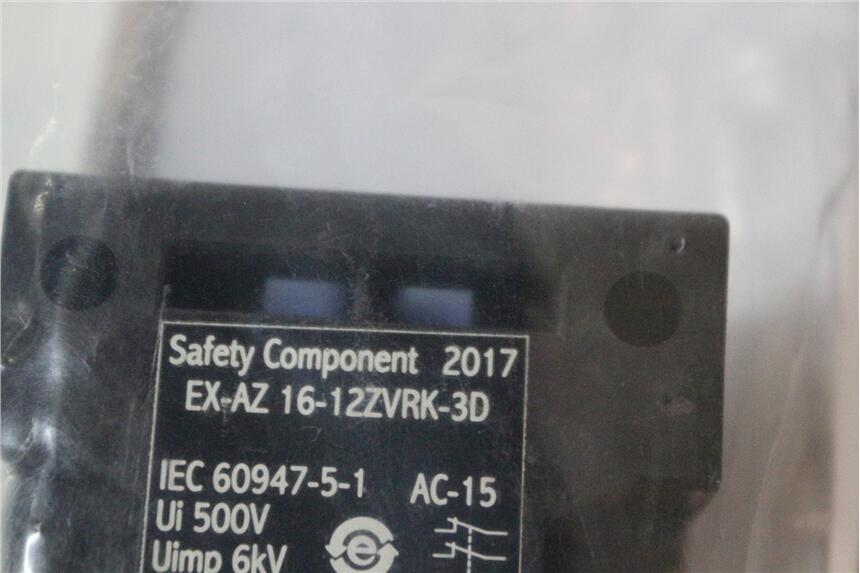 Safety Component 2017
EX-AZ 16-12ZVRK-3D
IEC 60947-5-1 AC-15
Ui 500V
Uimp 6kV
e